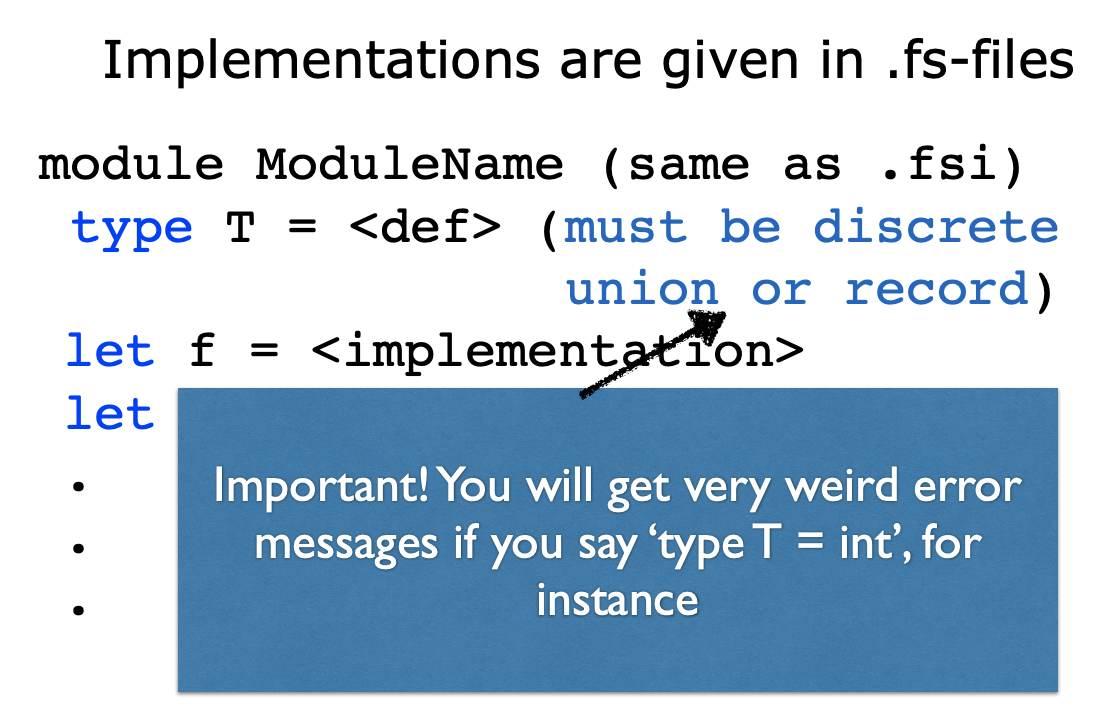 Implementations are given in .fs-files
module ModuleName (same as .fsi)
type T = <def> (must be discrete
union or record)
let f = <implementation>
let
.
.
.
Important! You will get very weird error
messages if you say ‘type T = int’, for
instance